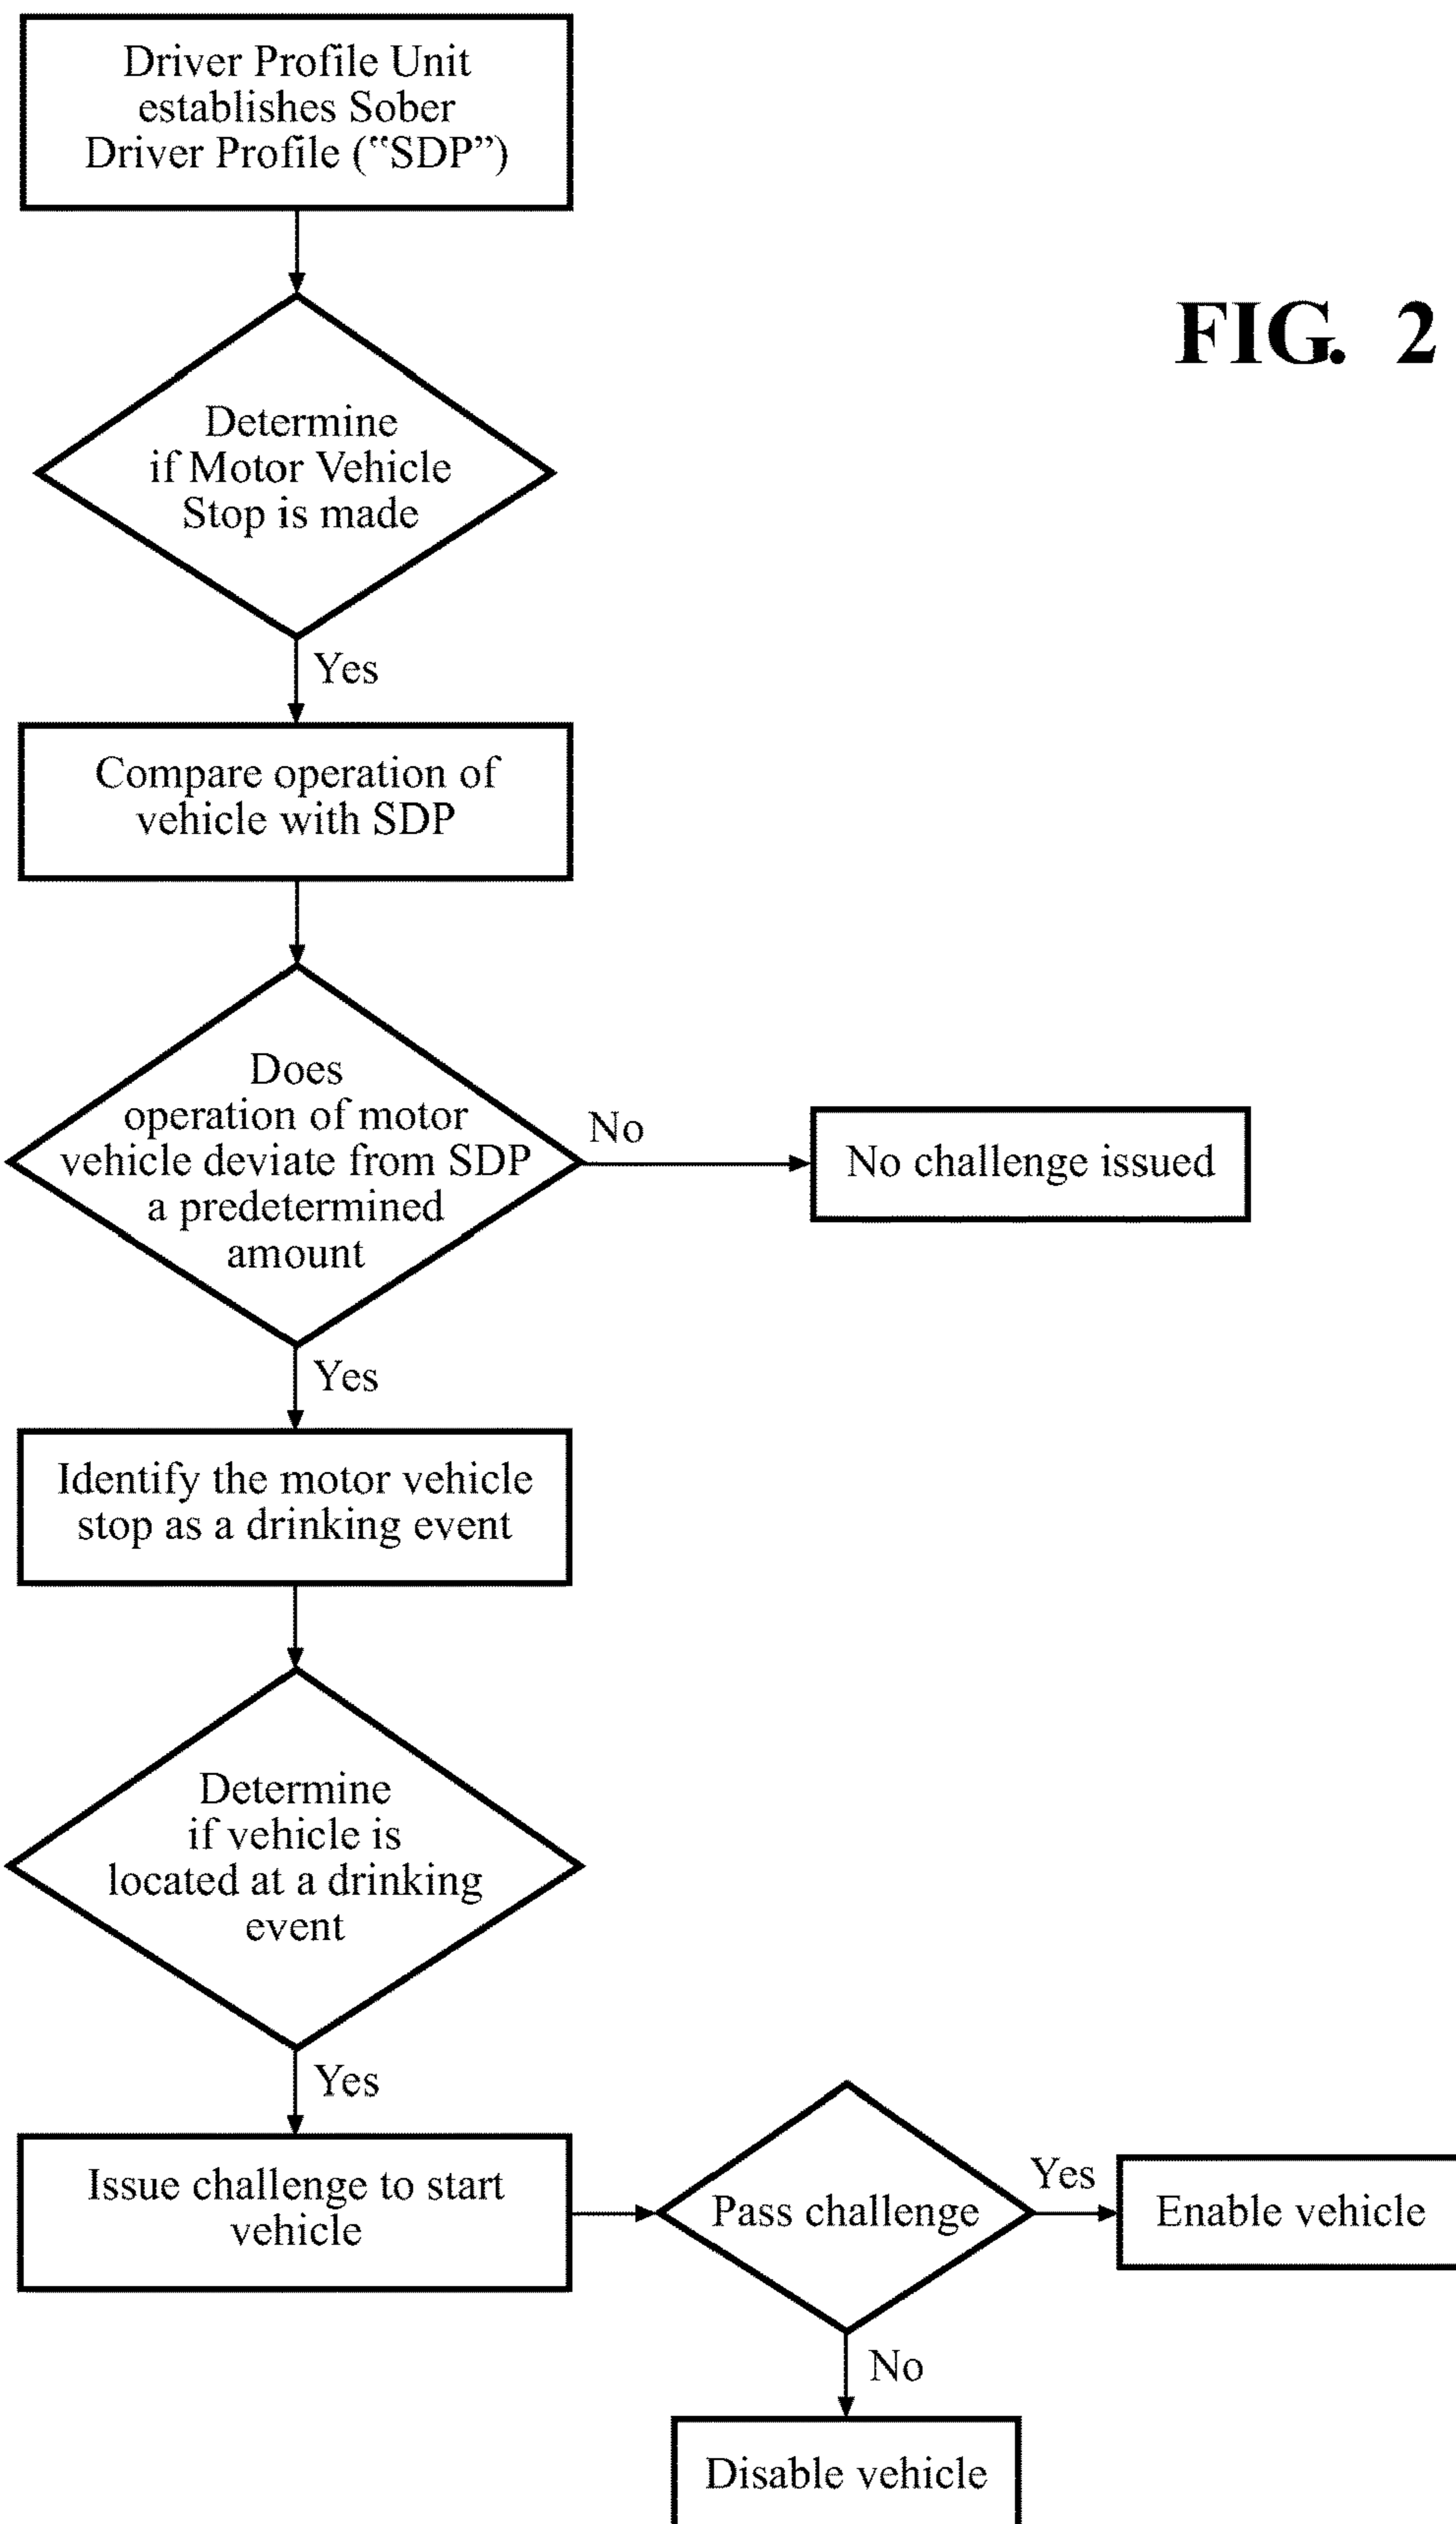 Driver Profile Unit
establishes Sober
Driver Profile (“SDP”)
FIG. 2
Determine
if Motor Vehicle
Stop is made
Yes
Compare operation of
vehicle with SDP
Does
operation of motor
vehicle deviate from SDP
a predetermined
amount
No
No challenge issued
Yes
Identify the motor vehicle
stop as a drinking event
Determine
if vehicle is
located at a drinking
event
Yes
Issue challenge to start
vehicle
Pass challenge
Yes
Enable vehicle
No
Disable vehicle